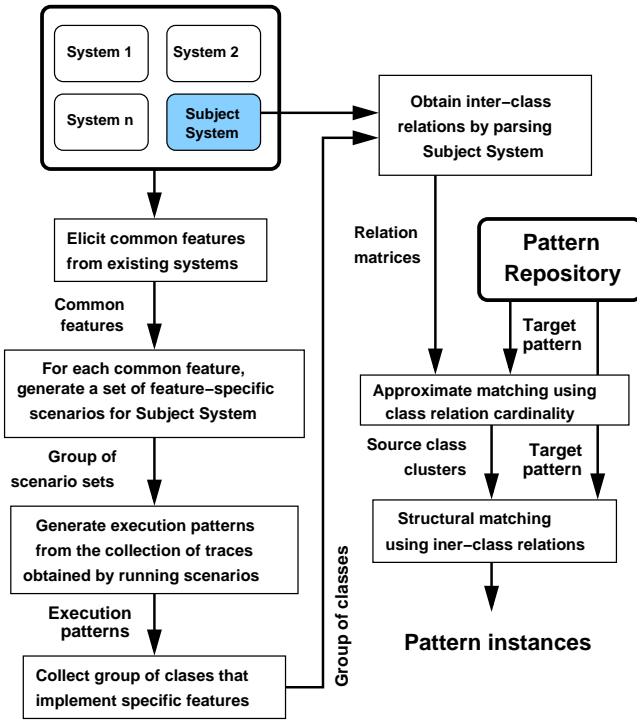 System 1
System 2
System n
Subject
System
Elicit common features
from existing systems
Common
features
For each common feature,
generate a set of feature−specific
scenarios for Subject System
Group of
scenario sets
Generate execution patterns
from the collection of traces
obtained by running scenarios
Execution
patterns
Collect group of clases that
implement specific features
Group of classes
Obtain inter−class
relations by parsing
Subject System
Relation
matrices
Pattern
Repository
Target
pattern
Approximate matching using
class relation cardinality
Source class
clusters
Target
pattern
Structural matching
using iner−class relations
Pattern instances